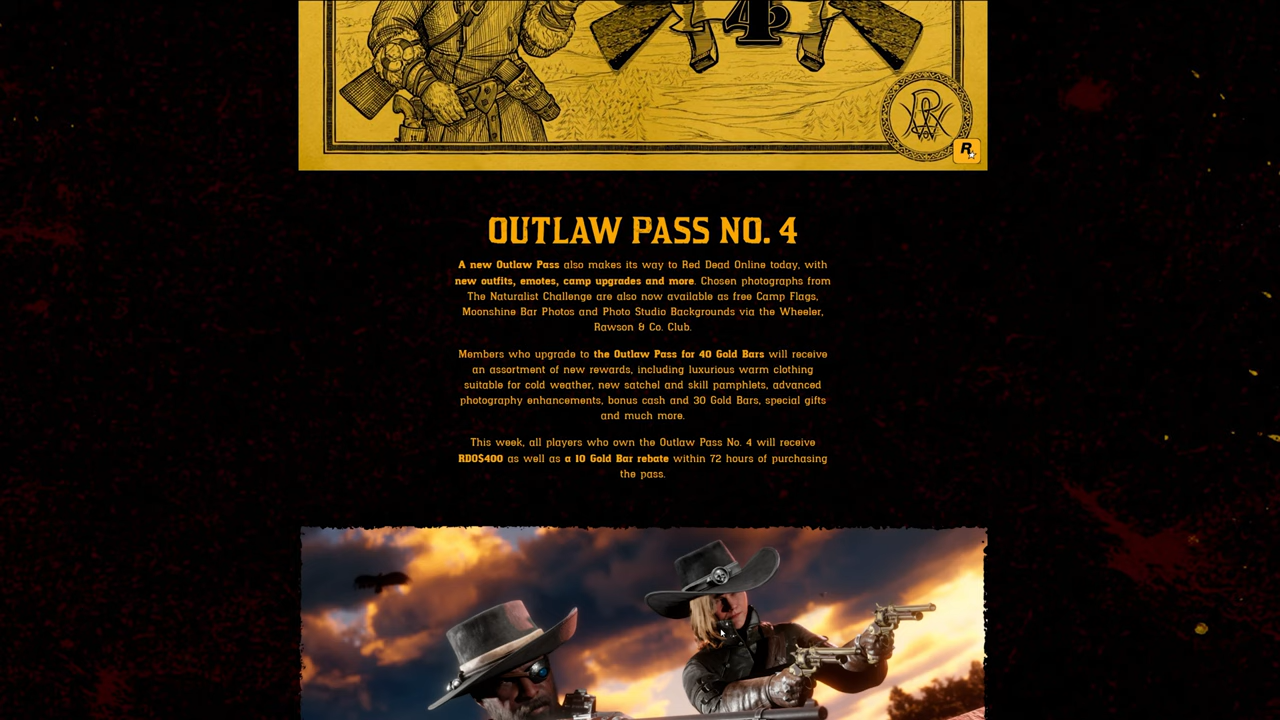 4
R
OUTLAW PASS NO. 4
A new Outlaw Pass also makes its way to Red Dead Online today, with
new outfits, emotes, camp upgrades and more. Chosen photographs from
The Naturalist Challenge are also now available as free Camp Flags,
Moonshine Bar Photos and Photo Studio Backgrounds via the Wheeler,
Rawson & Co. Club.
Members who upgrade to the Outlaw Pass for 40 Gold Bars will receive
an assortment of new rewards, including luxurious warm clothing
suitable for cold weather, new satchel and skill pamphlets, advanced
photography enhancements, bonus cash and 30 Gold Bars, special gifts
and much more.
This week, all players who own the Outlaw Pass No. 4 will receive
RDO$400 as well as a 10 Gold Bar rebate within 72 hours of purchasing
the pass.